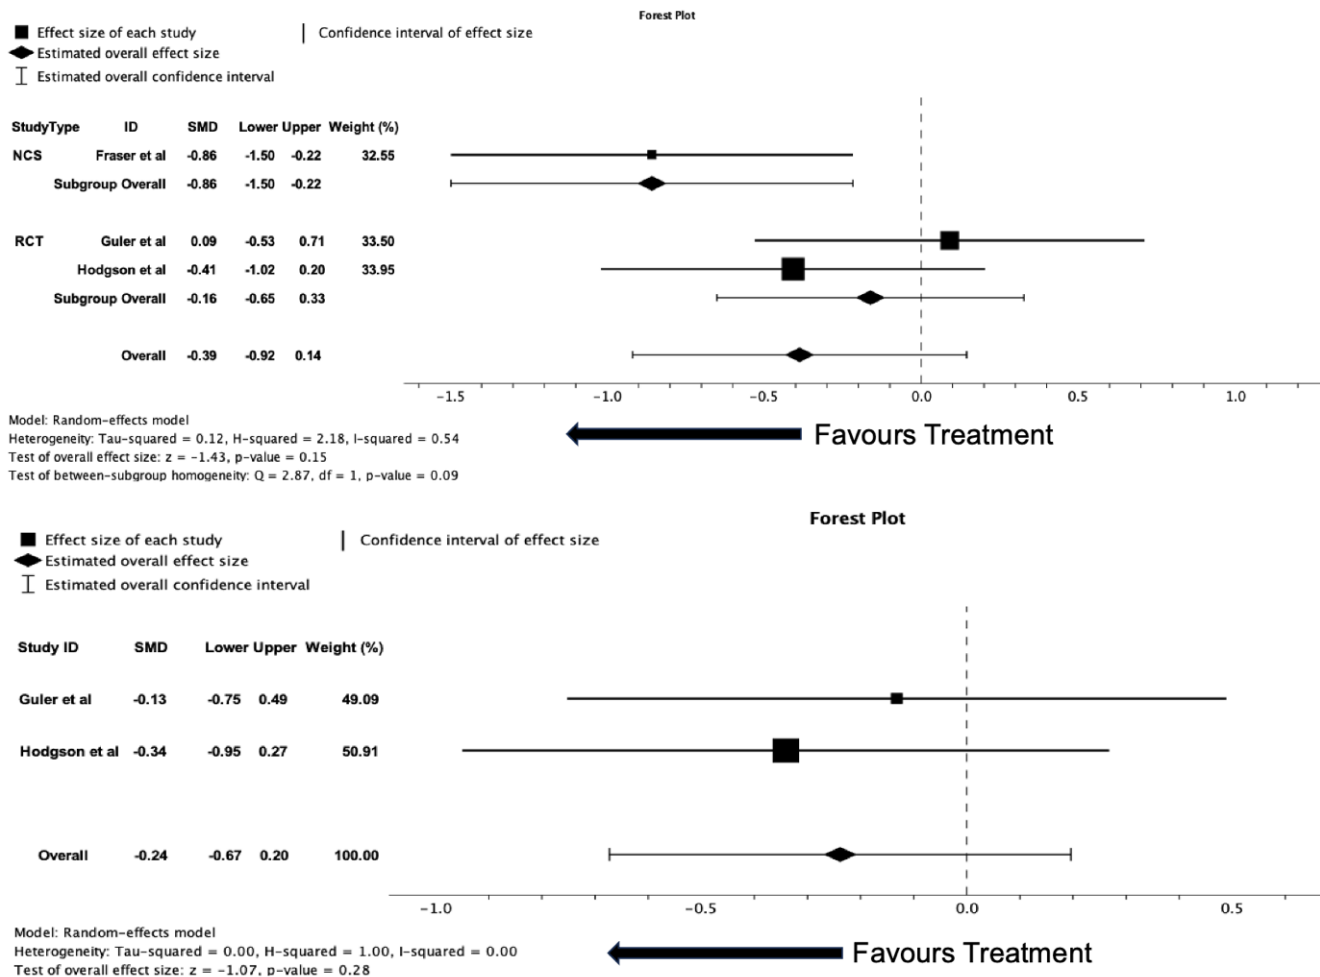 Forest Plot
Effect size of each study Confidence interval of effect size
Estimated overall effect size
Estimated overall confidence interval
StudyType ID SMD Lower Upper Weight (%)
NCS Fraser et al -0.86 -1.50 -0.22 32.55
Subgroup Overall -0.86 -1.50 -0.22
RCT Guler et al 0.09 -0.53 0.71 33.50
Hodgson et al -0.41 -1.02 0.20 33.95
Subgroup Overall -0.16 -0.65 0.33
Overall -0.39 -0.92 0.14
-1.5 -1.0 -0.5 0.0 0.5 1.0
Model: Random-effects model
Heterogeneity: Tau-squared = 0.12, H-squared = 2.18, I-squared = 0.54
Test of overall effect size: z = -1.43, p-value = 0.15
Test of between-subgroup homogeneity: Q = 2.87, df = 1, p-value = 0.09
Favours Treatment
Forest Plot
Effect size of each study Confidence interval of effect size
Estimated overall effect size
Estimated overall confidence interval
Study ID SMD Lower Upper Weight (%)
Guler et al -0.13 -0.75 0.49 49.09
Hodgson et al -0.34 -0.95 0.27 50.91
Overall -0.24 -0.67 0.20 100.00
-1.0 -0.5 0.0 0.5
Model: Random-effects model
Heterogeneity: Tau-squared = 0.00, H-squared = 1.00, I-squared = 0.00
Test of overall effect size: z = -1.07, p-value = 0.28
Favours Treatment